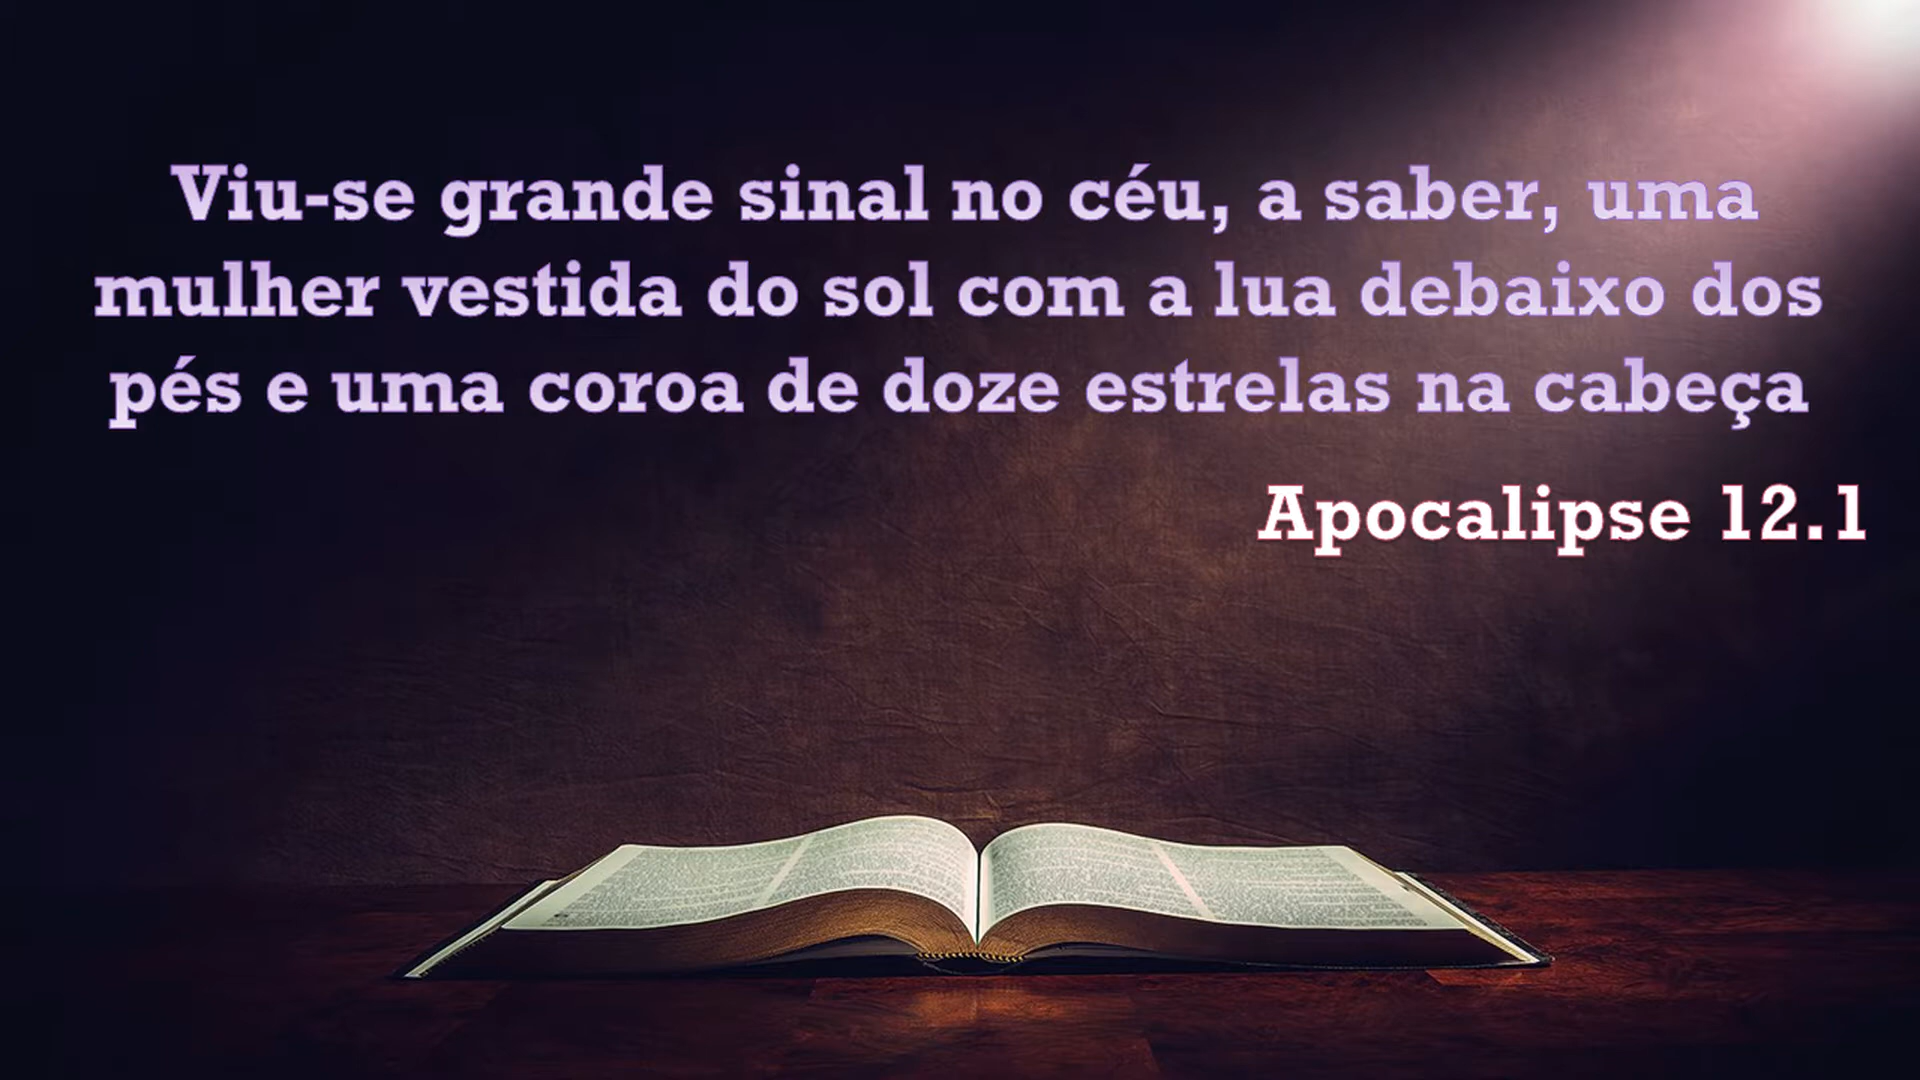 Viu-se grande sinal no céu, a saber, uma
mulher vestida do sol com a lua debaixo dos
pés e uma coroa de doze estrelas na cabeça
Apocalipse 12.1